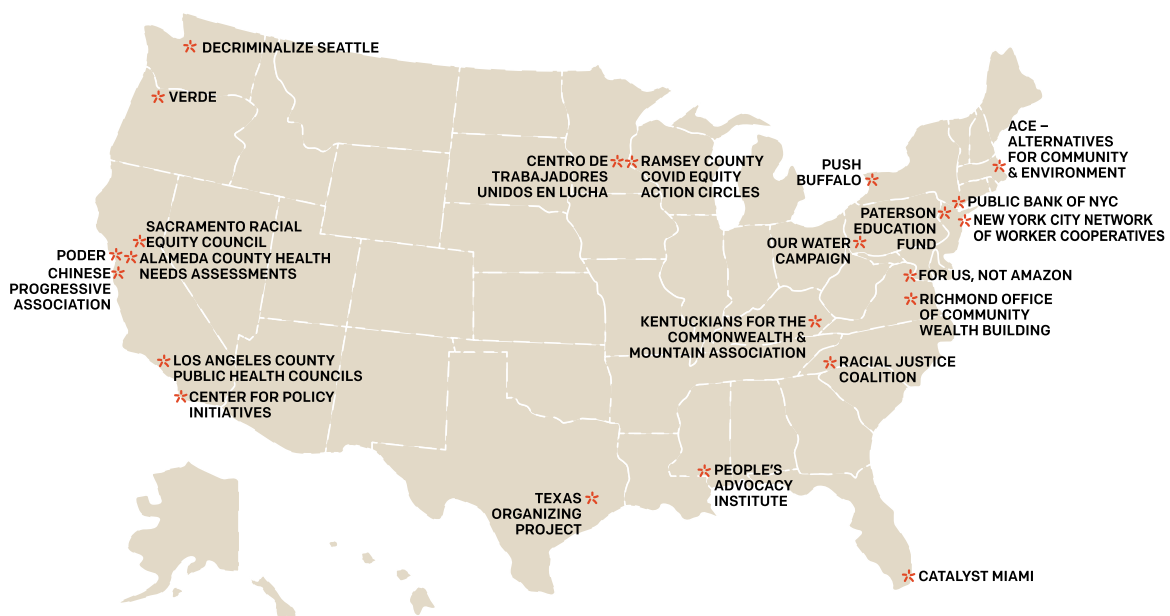 DECRIMINALIZE SEATTLE
VERDE
CENTRO DE
TRABAJADORES
UNIDOS EN LUCHA
RAMSEY COUNTY
COVID EQUITY
ACTION CIRCLES
PUSH
BUFFALO
ACE –
ALTERNATIVES
FOR COMMUNITY
& ENVIRONMENT
PUBLIC BANK OF NYC
PATERSON
EDUCATION
FUND
NEW YORK CITY NETWORK
OF WORKER COOPERATIVES
OUR WATER
CAMPAIGN
SACRAMENTO RACIAL
EQUITY COUNCIL
PODER
ALAMEDA COUNTY HEALTH
NEEDS ASSESSMENTS
CHINESE
PROGRESSIVE
ASSOCIATION
FOR US, NOT AMAZON
RICHMOND OFFICE
OF COMMUNITY
WEALTH BUILDING
KENTUCKIANS FOR THE
COMMONWEALTH &
MOUNTAIN ASSOCIATION
LOS ANGELES COUNTY
PUBLIC HEALTH COUNCILS
RACIAL JUSTICE
COALITION
CENTER FOR POLICY
INITIATIVES
PEOPLE'S
ADVOCACY
INSTITUTE
TEXAS
ORGANIZING
PROJECT
CATALYST MIAMI